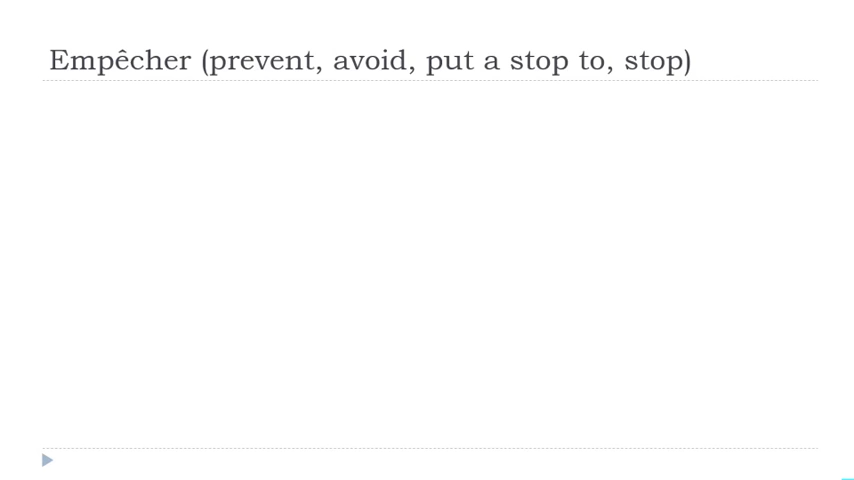 Empêcher (prevent, avoid, put a stop to, stop)